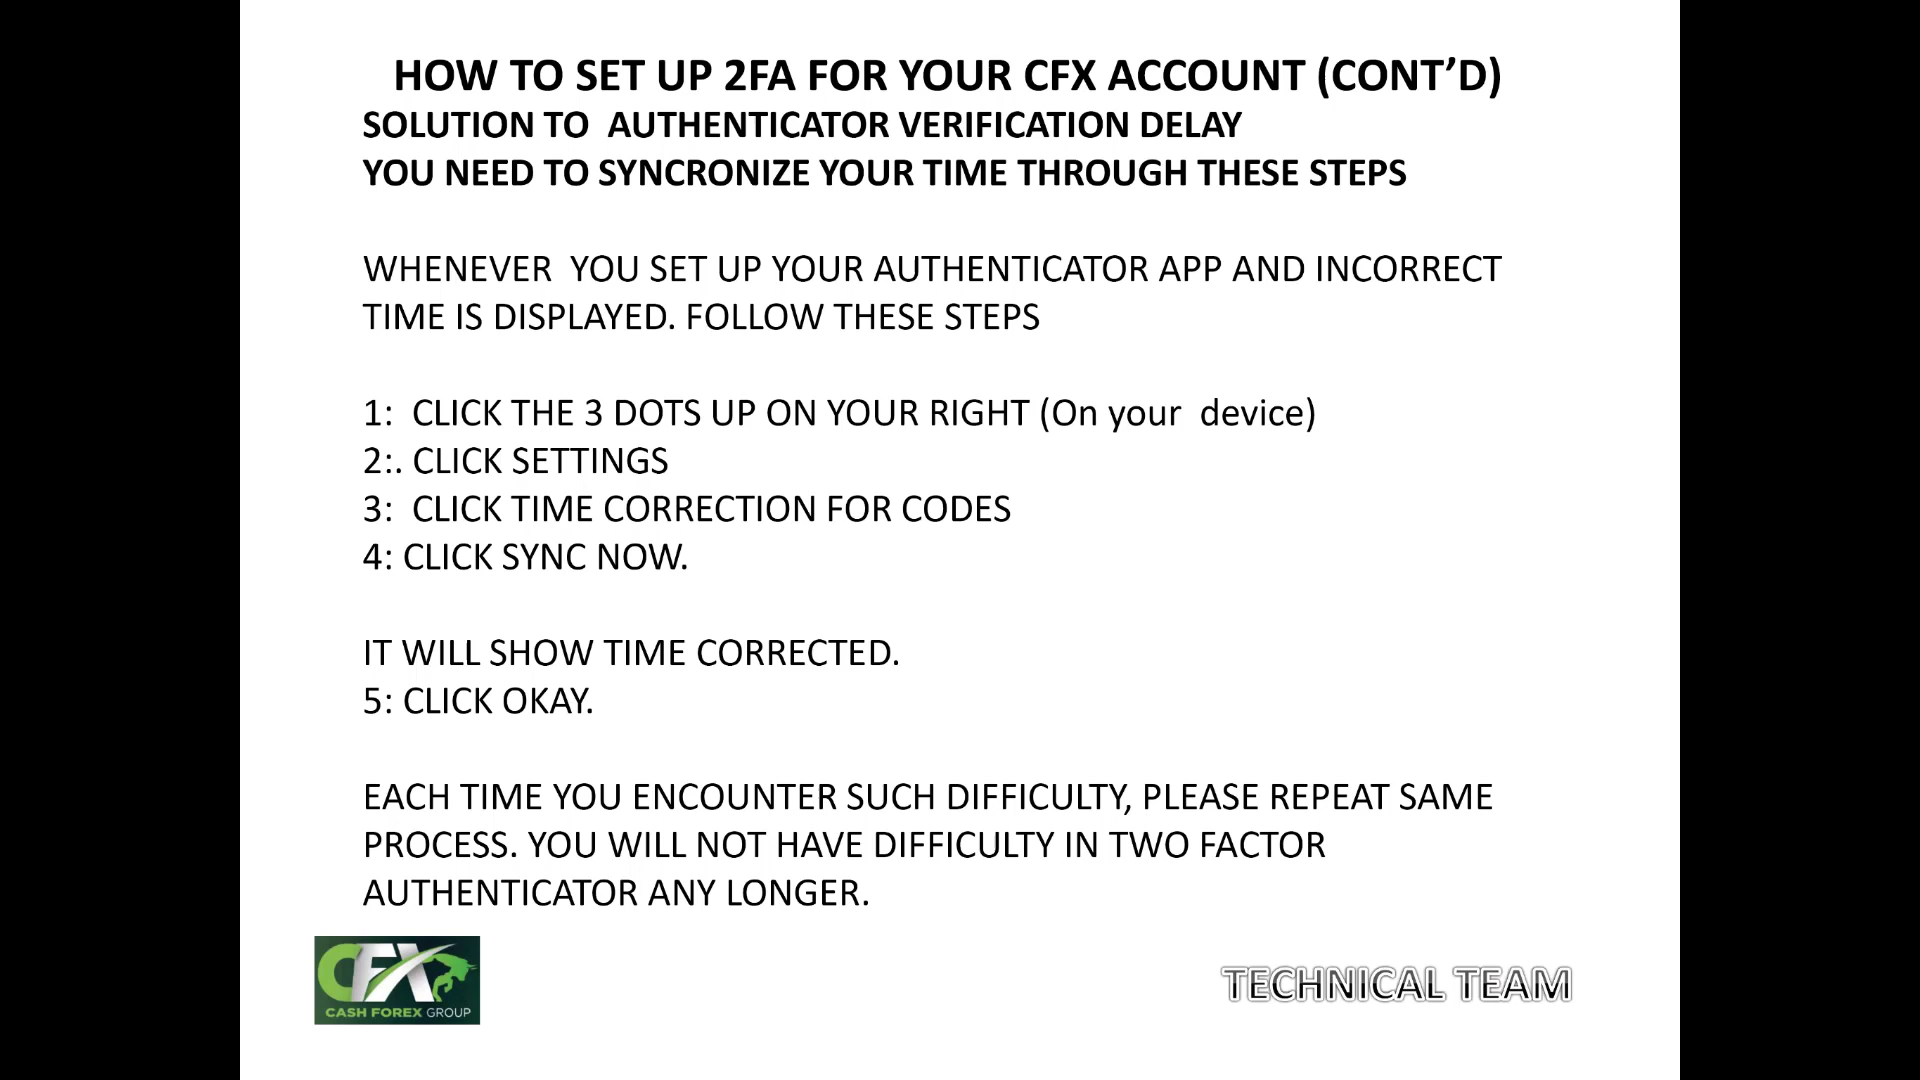 HOW TO SET UP 2FA FOR YOUR CFX ACCOUNT (CONT’D)
SOLUTION TO  AUTHENTICATOR VERIFICATION DELAY
YOU NEED TO SYNCRONIZE YOUR TIME THROUGH THESE STEPS
WHENEVER  YOU SET UP YOUR AUTHENTICATOR APP AND INCORRECT
TIME IS DISPLAYED. FOLLOW THESE STEPS
1:  CLICK THE 3 DOTS UP ON YOUR RIGHT (On your  device)
2:. CLICK SETTINGS
3:  CLICK TIME CORRECTION FOR CODES
4: CLICK SYNC NOW.
IT WILL SHOW TIME CORRECTED.
5: CLICK OKAY.
EACH TIME YOU ENCOUNTER SUCH DIFFICULTY, PLEASE REPEAT SAME
PROCESS. YOU WILL NOT HAVE DIFFICULTY IN TWO FACTOR
AUTHENTICATOR ANY LONGER.
CFX
CASH FOREX GROUP
TECHNICAL TEAM